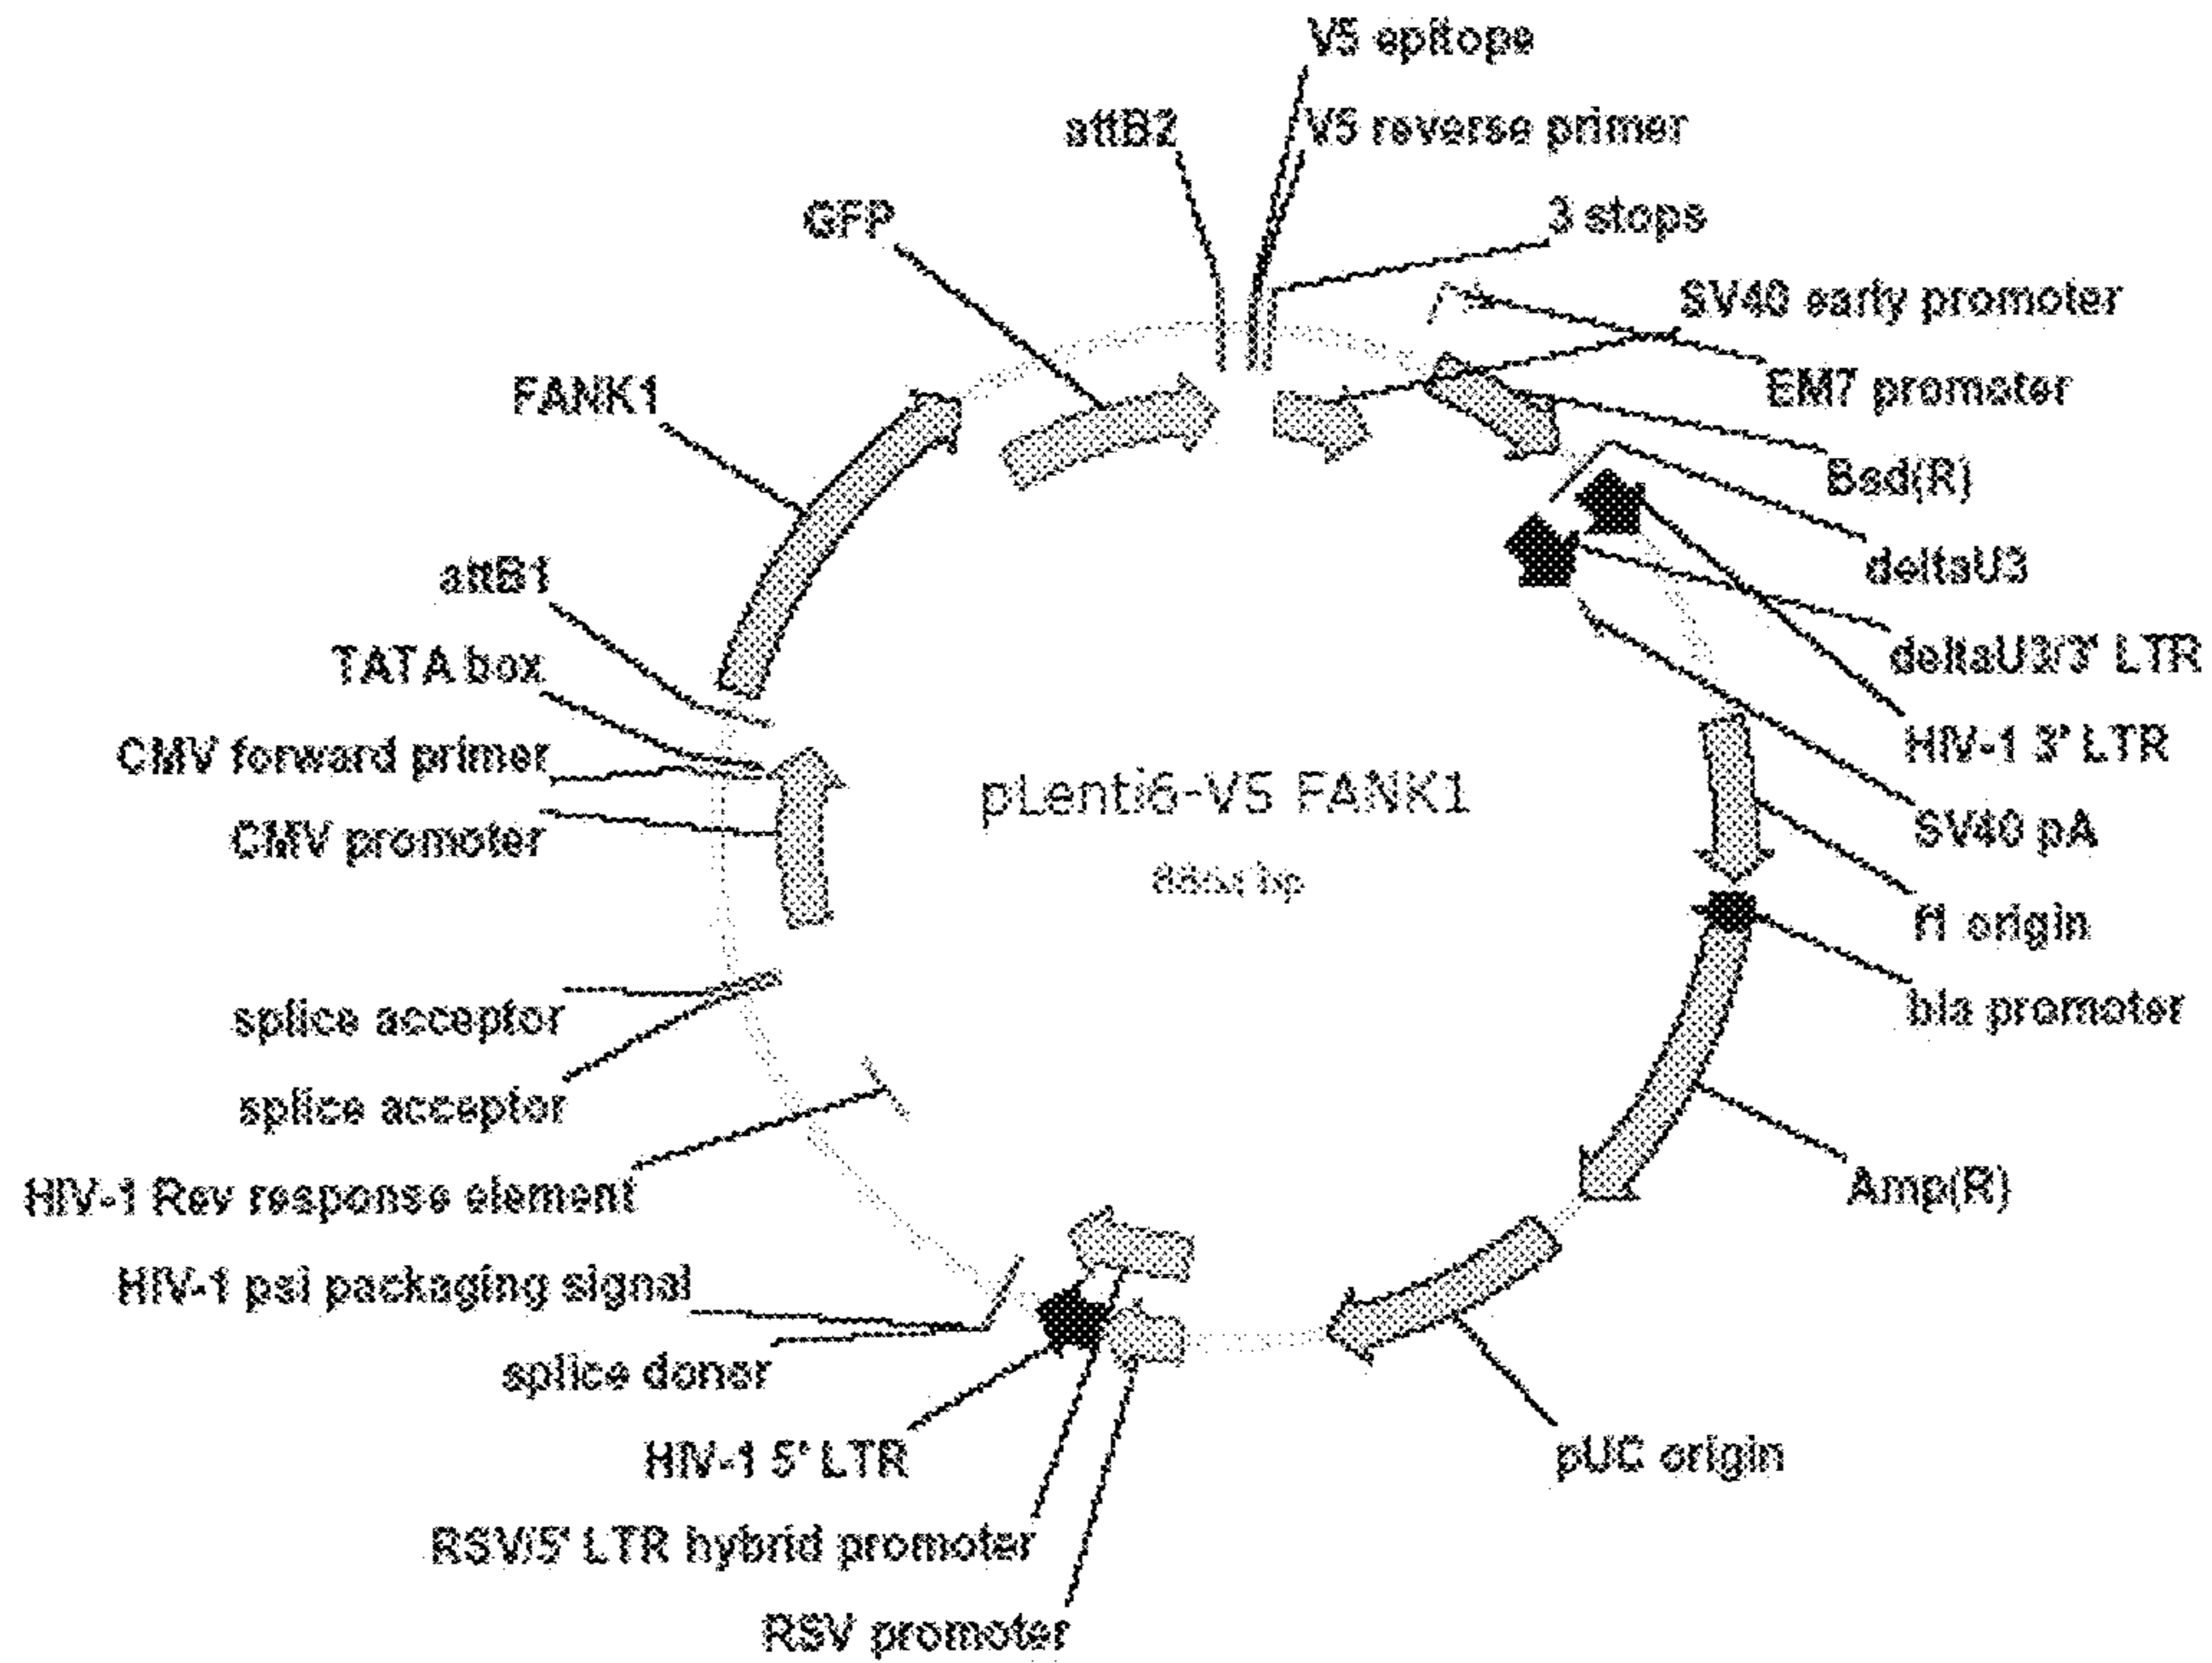 V5 epitope
attB2
V5 reverse primer
GFP
3 stops
SV40 early promoter
FANK1
EM7 promoter
Bsd(R)
attB1
deltaU3
TATA box
deltaU3/3' LTR
CMV forward primer
HIV-1 3' LTR
pLenti6-V5 FANK1
CMV promoter
SV40 pA
bp
f1 origin
splice acceptor
bla promoter
splice acceptor
HIV-1 Rev response element
Amp(R)
HIV-1 psi packaging signal
splice donor
HIV-1 5' LTR
pUC origin
RSV/5' LTR hybrid promoter
RSV promoter